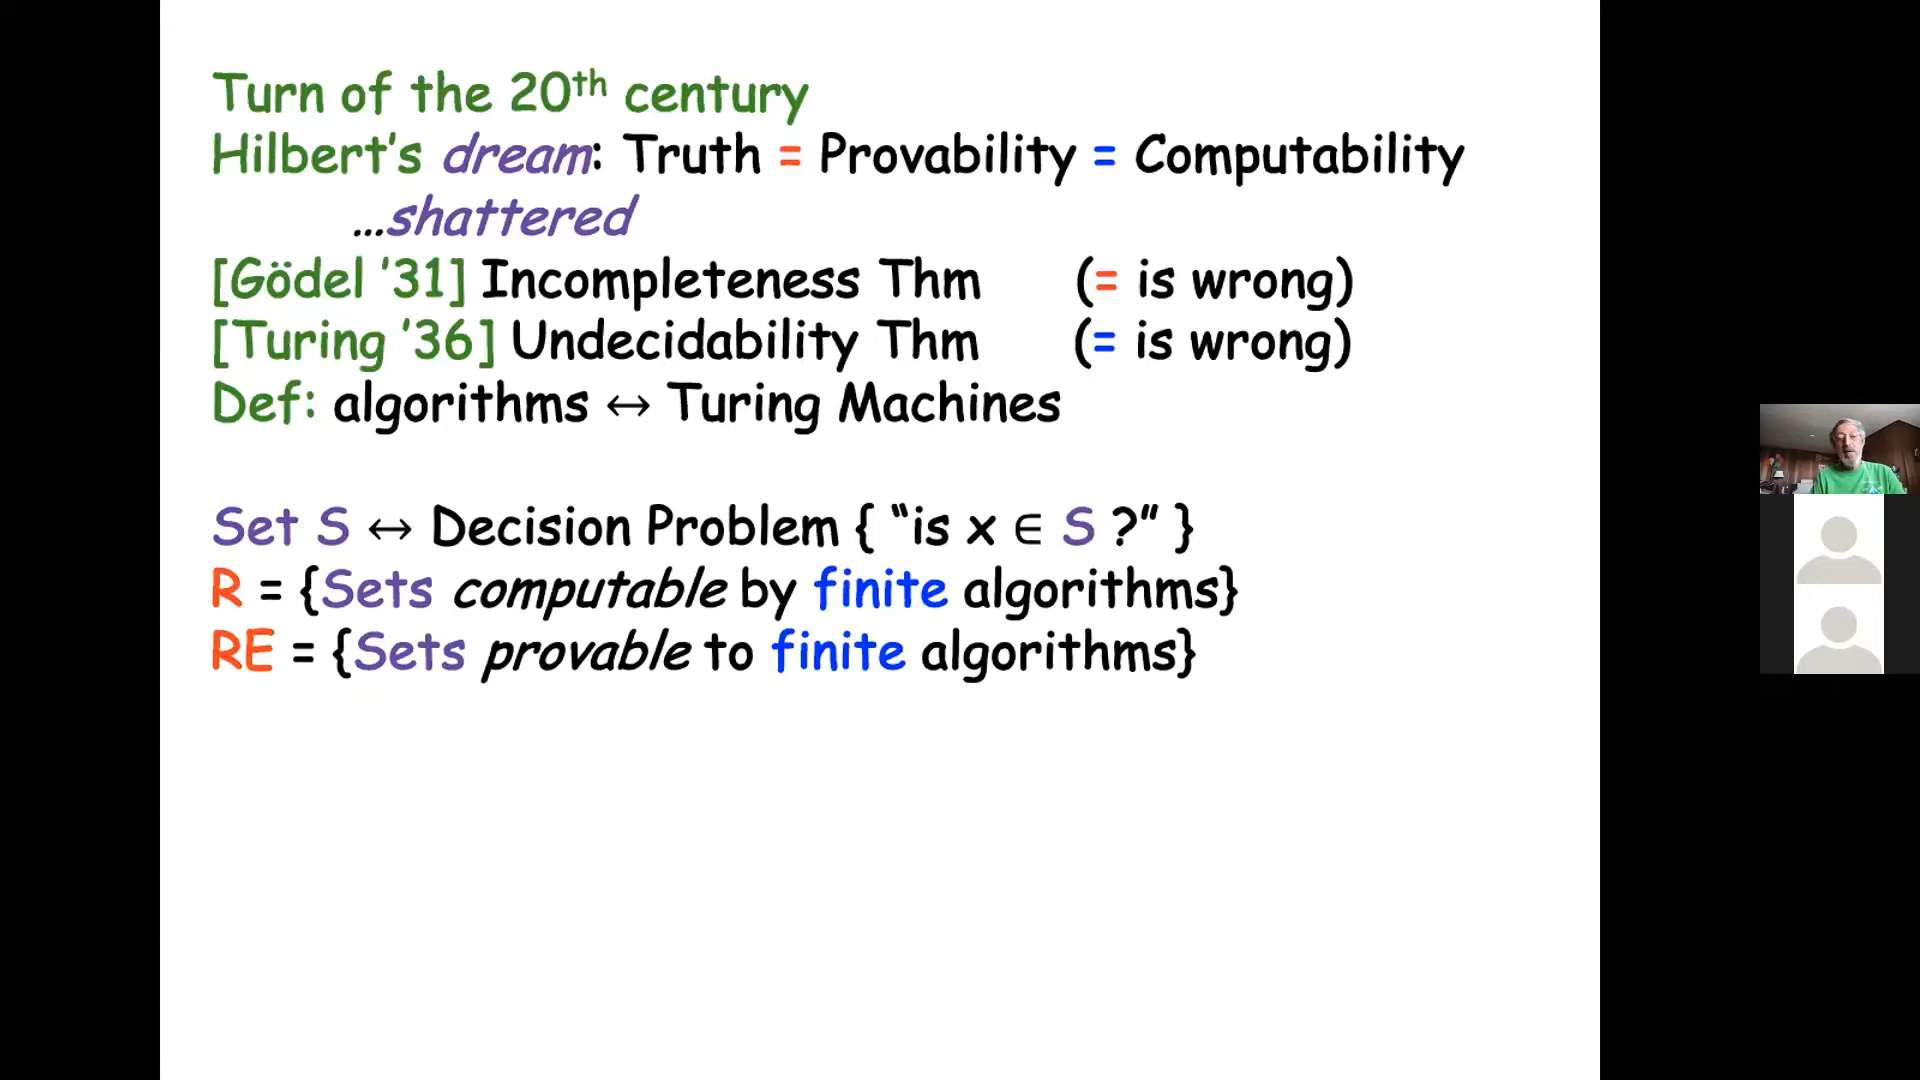 Turn of the 20th century
Hilbert's dream: Truth = Provability = Computability
...shattered
[Gödel '31] Incompleteness Thm (= is wrong)
[Turing '36] Undecidability Thm (= is wrong)
Def: algorithms ↔ Turing Machines
Set S ↔ Decision Problem { “is x ∈ S ?” }
R = {Sets computable by finite algorithms}
RE = {Sets provable to finite algorithms}